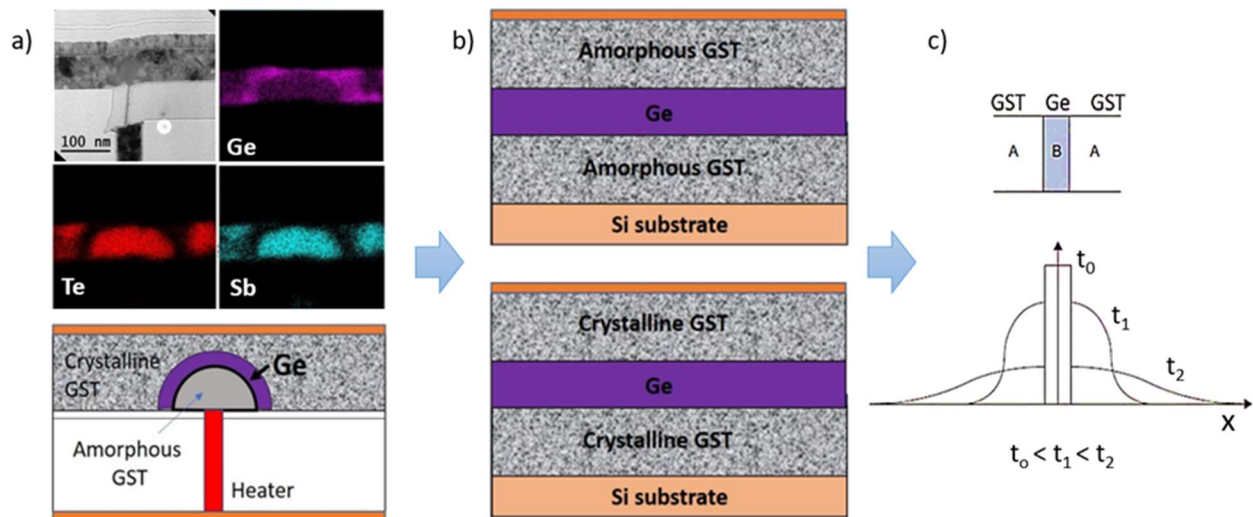 a)
100 nm
Ge
Te
Sb
Crystalline
GST
Ge
Amorphous
GST
Heater
b)
Amorphous GST
Ge
Amorphous GST
Si substrate
Crystalline GST
Ge
Crystalline GST
Si substrate
c)
GST Ge GST
A B A
t₀
t₁
t₂
X
tₒ < t₁ < t₂